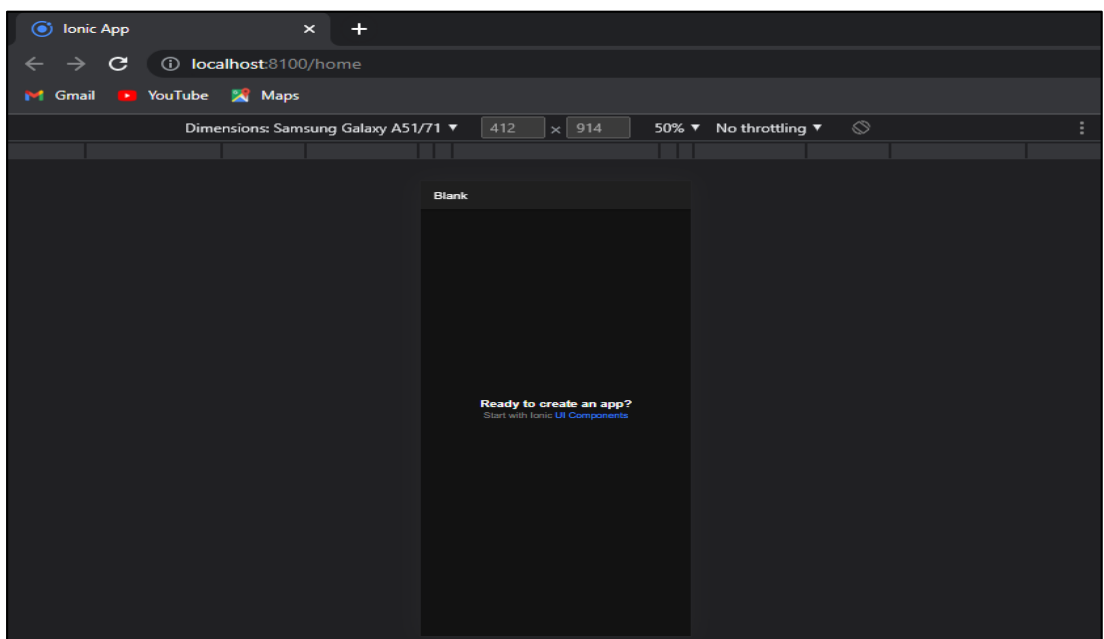 Ionic App
localhost:8100/home
Gmail YouTube Maps
Dimensions: Samsung Galaxy A51/71 412 × 914 50% No throttling
Blank
Ready to create an app?
Start with Ionic UI Components